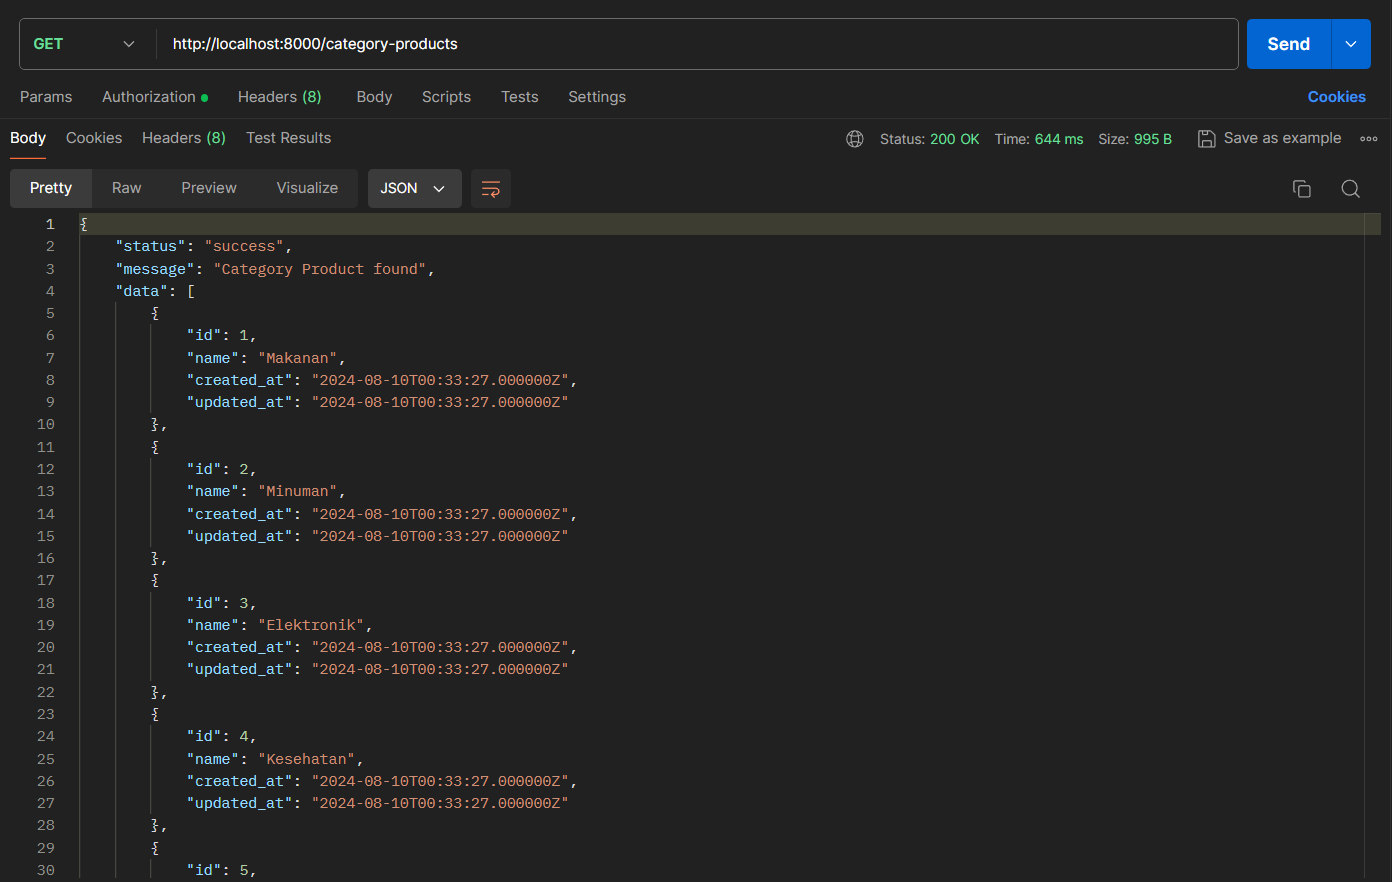 GET http://localhost:8000/category-products Send
Params Authorization Headers (8) Body Scripts Tests Settings Cookies
Body Cookies Headers (8) Test Results Status: 200 OK Time: 644 ms Size: 995 B Save as example
Pretty Raw Preview Visualize JSON
1 {
2 "status": "success",
3 "message": "Category Product found",
4 "data": [
5 {
6 "id": 1,
7 "name": "Makanan",
8 "created_at": "2024-08-10T00:33:27.000000Z",
9 "updated_at": "2024-08-10T00:33:27.000000Z"
10 },
11 {
12 "id": 2,
13 "name": "Minuman",
14 "created_at": "2024-08-10T00:33:27.000000Z",
15 "updated_at": "2024-08-10T00:33:27.000000Z"
16 },
17 {
18 "id": 3,
19 "name": "Elektronik",
20 "created_at": "2024-08-10T00:33:27.000000Z",
21 "updated_at": "2024-08-10T00:33:27.000000Z"
22 },
23 {
24 "id": 4,
25 "name": "Kesehatan",
26 "created_at": "2024-08-10T00:33:27.000000Z",
27 "updated_at": "2024-08-10T00:33:27.000000Z"
28 },
29 {
30 "id": 5,